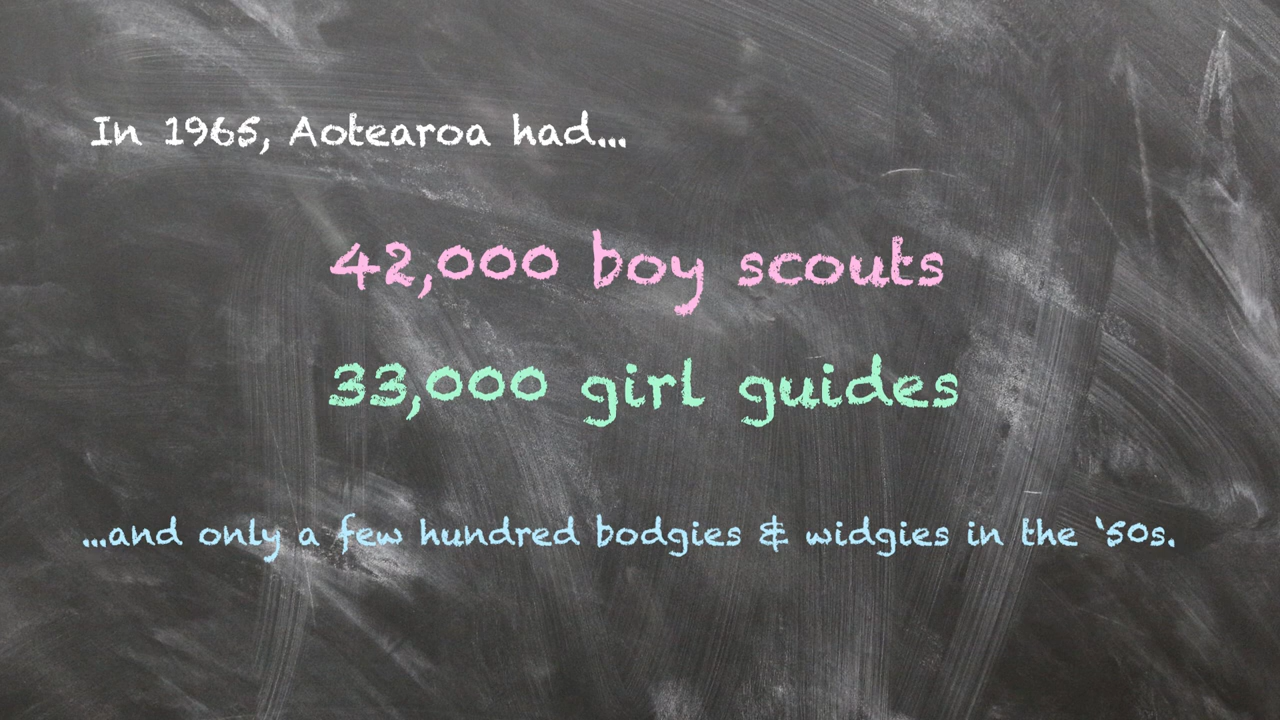 In 1965, Aotearoa had...
42,000 boy scouts
33,000 girl guides
...and only a few hundred bodgies & widgies in the ‘50s.